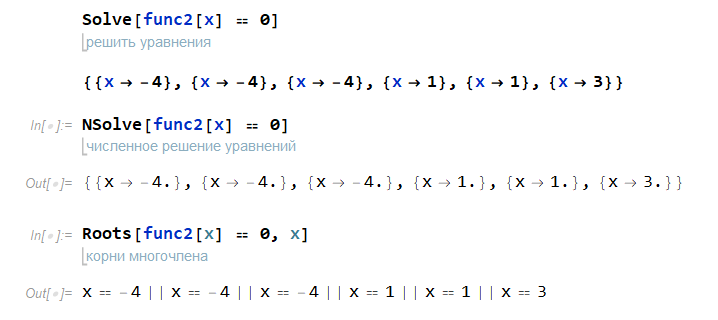 Solve[func2[x] == 0]
решить уравнения
{{x → -4}, {x → -4}, {x → -4}, {x → 1}, {x → 1}, {x → 3}}
In[◦]:= NSolve[func2[x] == 0]
численное решение уравнений
Out[◦]= {{x → -4.}, {x → -4.}, {x → -4.}, {x → 1.}, {x → 1.}, {x → 3.}}
In[◦]:= Roots[func2[x] == 0, x]
корни многочлена
Out[◦]= x == -4 || x == -4 || x == -4 || x == 1 || x == 1 || x == 3